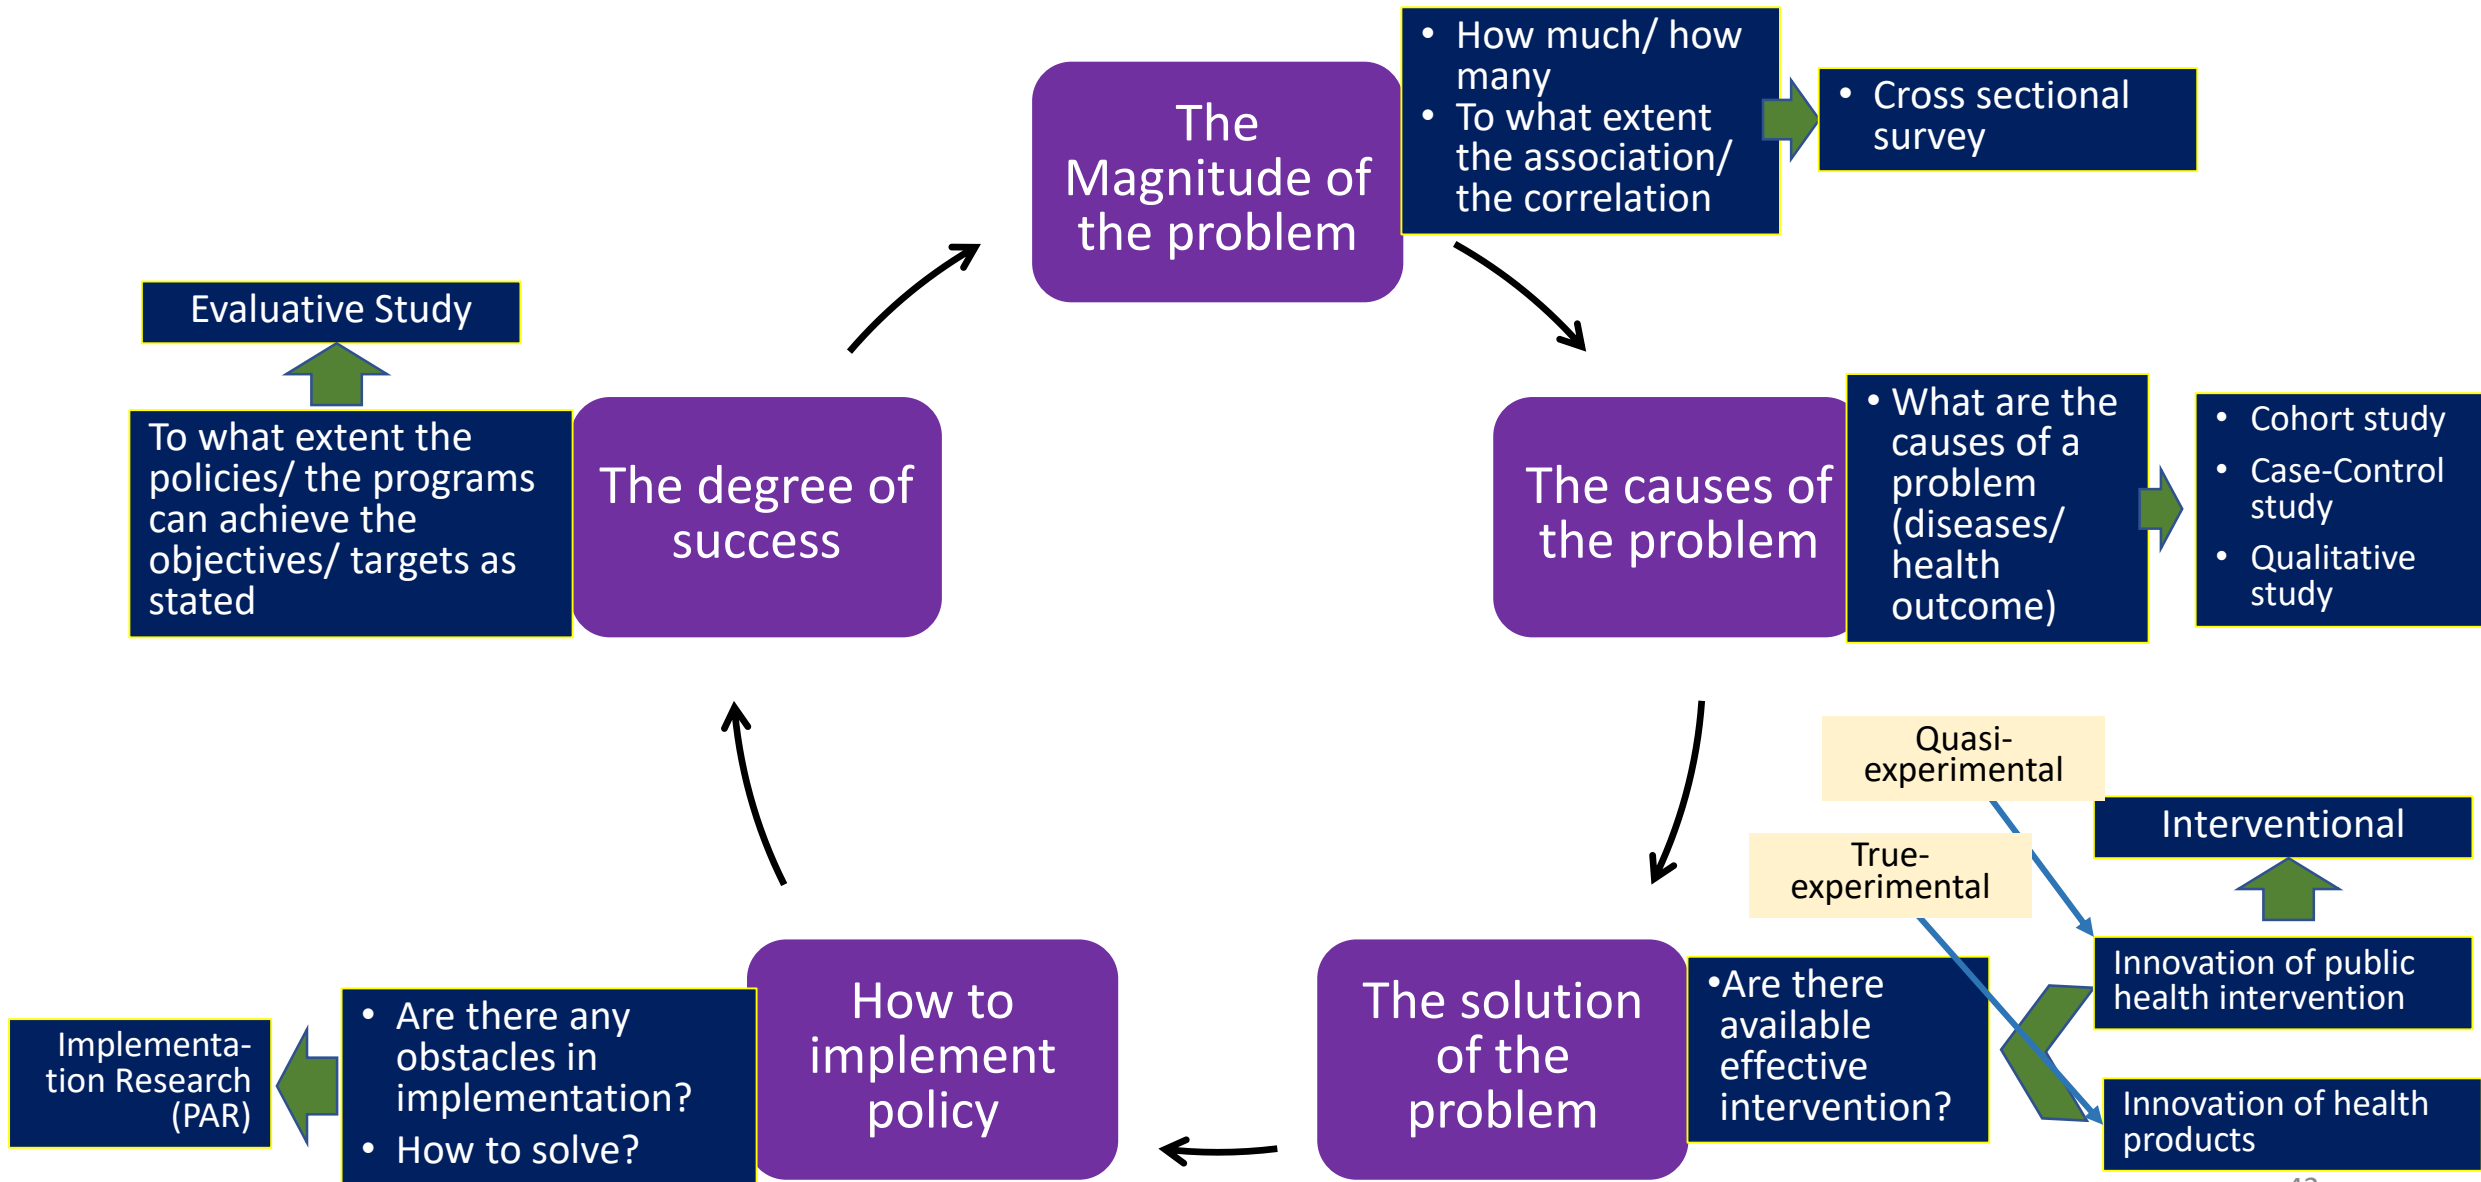 The
Magnitude of
the problem
• How much/ how
many
• To what extent
the association/
the correlation
• Cross sectional
survey
Evaluative Study
To what extent the
policies/ the programs
can achieve the
objectives/ targets as
stated
The degree of
success
The causes of
the problem
• What are the
causes of a
problem
(diseases/
health
outcome)
• Cohort study
• Case-Control
study
• Qualitative
study
Quasi-
experimental
Interventional
True-
experimental
Implementa-
tion Research
(PAR)
• Are there any
obstacles in
implementation?
• How to solve?
How to
implement
policy
The solution
of the
problem
•Are there
available
effective
intervention?
Innovation of public
health intervention
Innovation of health
products